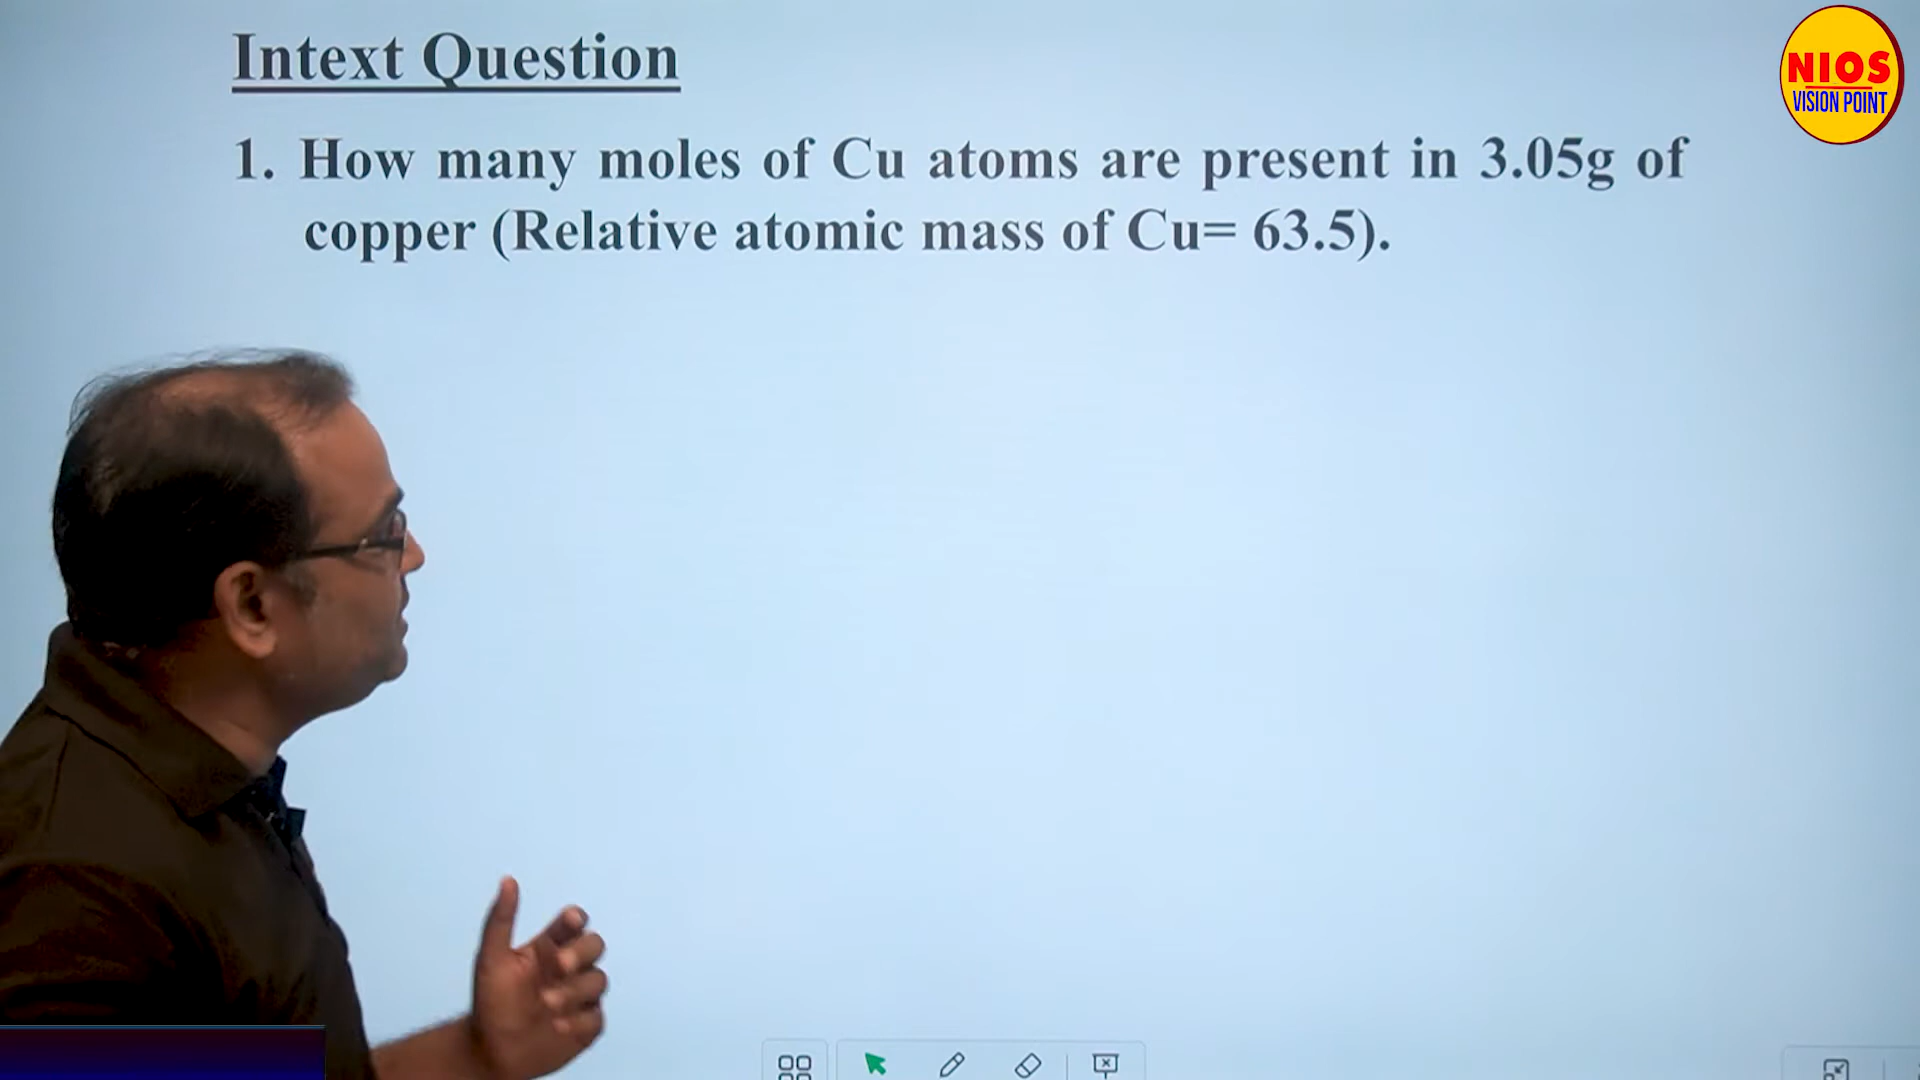 Intext Question
NIOS
VISION POINT
1. How many moles of Cu atoms are present in 3.05g of
copper (Relative atomic mass of Cu= 63.5).